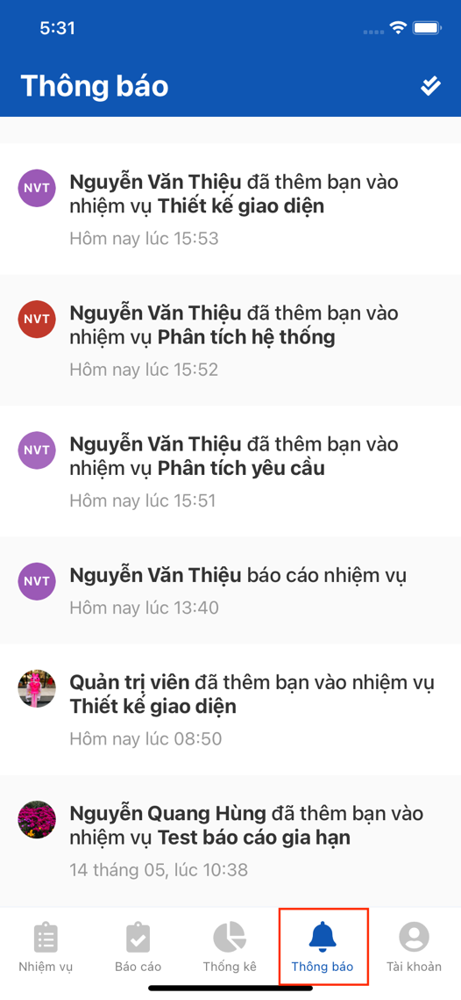 5:31
Thông báo
NVT
Nguyễn Văn Thiệu đã thêm bạn vào
nhiệm vụ Thiết kế giao diện
Hôm nay lúc 15:53
NVT
Nguyễn Văn Thiệu đã thêm bạn vào
nhiệm vụ Phân tích hệ thống
Hôm nay lúc 15:52
NVT
Nguyễn Văn Thiệu đã thêm bạn vào
nhiệm vụ Phân tích yêu cầu
Hôm nay lúc 15:51
NVT
Nguyễn Văn Thiệu báo cáo nhiệm vụ
Hôm nay lúc 13:40
Quản trị viên đã thêm bạn vào nhiệm vụ
Thiết kế giao diện
Hôm nay lúc 08:50
Nguyễn Quang Hùng đã thêm bạn vào
nhiệm vụ Test báo cáo gia hạn
14 tháng 05, lúc 10:38
Nhiệm vụ
Báo cáo
Thống kê
Thông báo
Tài khoản